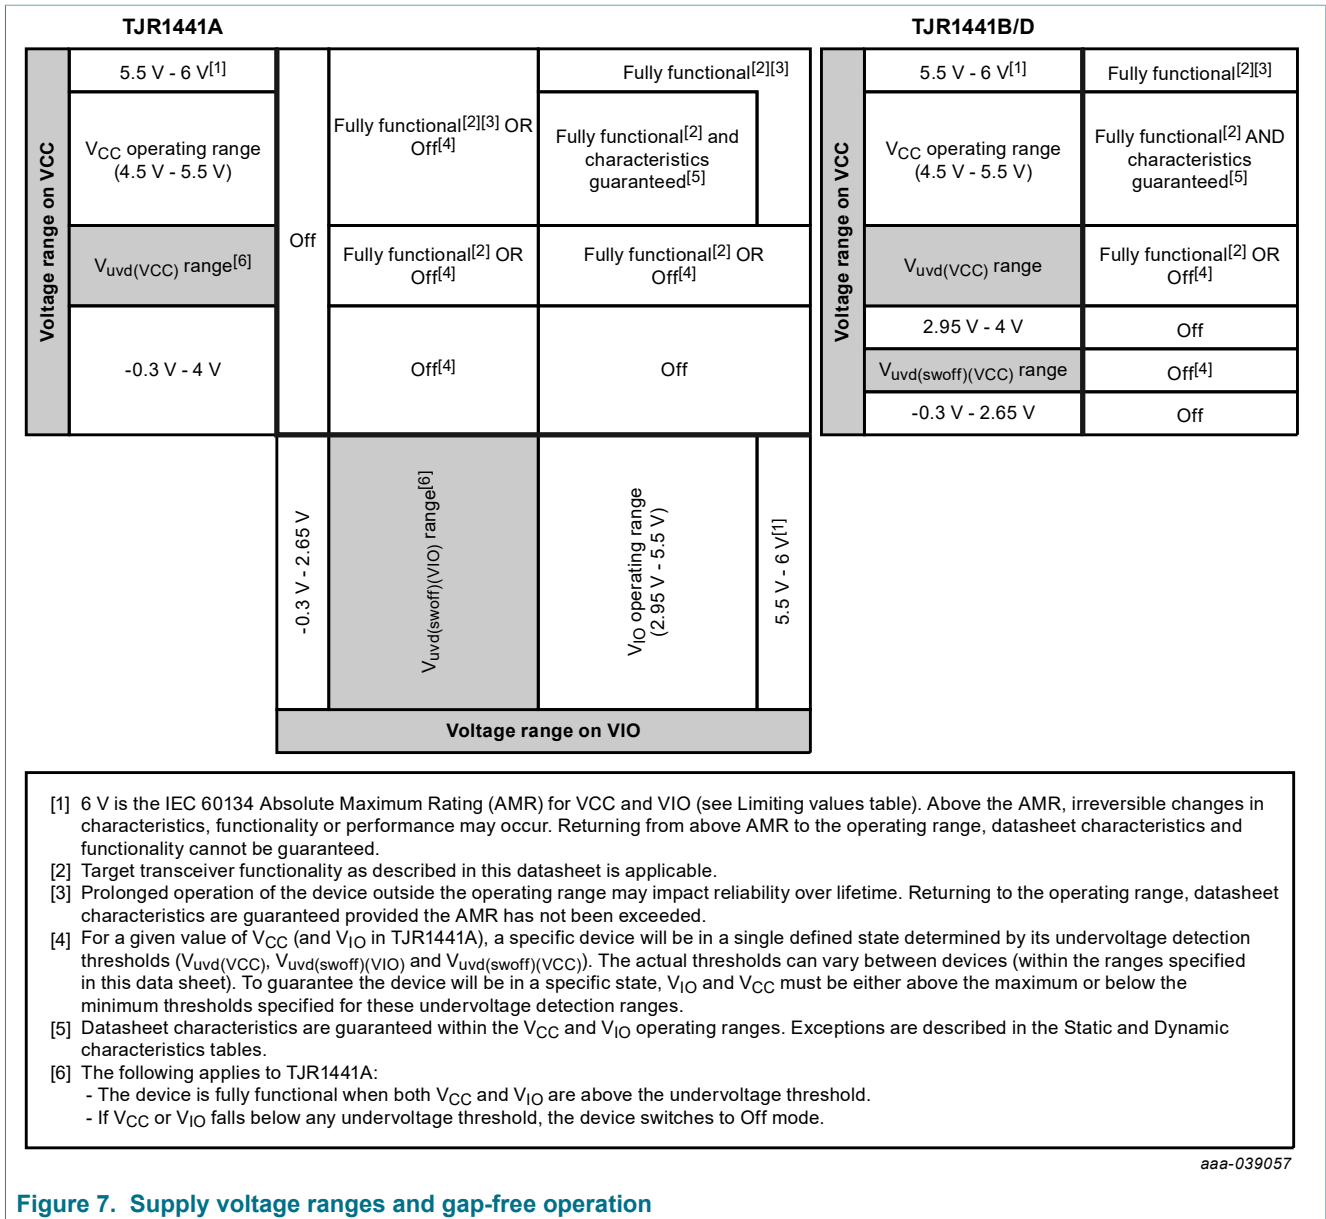 TJR1441A
Voltage range on VCC
5.5 V - 6 V[1]
VCC operating range
(4.5 V - 5.5 V)
Vuvd(VCC) range[6]
-0.3 V - 4 V
Off
Fully functional[2][3] OR
Off[4]
Fully functional[2] OR
Off[4]
Off[4]
Fully functional[2][3]
Fully functional[2] and
characteristics
guaranteed[5]
Fully functional[2] OR
Off[4]
Off
-0.3 V - 2.65 V
Vuvd(swoff)(VIO) range[6]
VIO operating range
(2.95 V - 5.5 V)
5.5 V - 6 V[1]
Voltage range on VIO
TJR1441B/D
Voltage range on VCC
5.5 V - 6 V[1]
Fully functional[2][3]
VCC operating range
(4.5 V - 5.5 V)
Fully functional[2] AND
characteristics
guaranteed[5]
Vuvd(VCC) range
Fully functional[2] OR
Off[4]
2.95 V - 4 V
Off
Vuvd(swoff)(VCC) range
Off[4]
-0.3 V - 2.65 V
Off
[1] 6 V is the IEC 60134 Absolute Maximum Rating (AMR) for VCC and VIO (see Limiting values table). Above the AMR, irreversible changes in
characteristics, functionality or performance may occur. Returning from above AMR to the operating range, datasheet characteristics and
functionality cannot be guaranteed.
[2] Target transceiver functionality as described in this datasheet is applicable.
[3] Prolonged operation of the device outside the operating range may impact reliability over lifetime. Returning to the operating range, datasheet
characteristics are guaranteed provided the AMR has not been exceeded.
[4] For a given value of VCC (and VIO in TJR1441A), a specific device will be in a single defined state determined by its undervoltage detection
thresholds (Vuvd(VCC), Vuvd(swoff)(VIO) and Vuvd(swoff)(VCC)). The actual thresholds can vary between devices (within the ranges specified
in this data sheet). To guarantee the device will be in a specific state, VIO and VCC must be either above the maximum or below the
minimum thresholds specified for these undervoltage detection ranges.
[5] Datasheet characteristics are guaranteed within the VCC and VIO operating ranges. Exceptions are described in the Static and Dynamic
characteristics tables.
[6] The following applies to TJR1441A:
- The device is fully functional when both VCC and VIO are above the undervoltage threshold.
- If VCC or VIO falls below any undervoltage threshold, the device switches to Off mode.
aaa-039057
Figure 7. Supply voltage ranges and gap-free operation